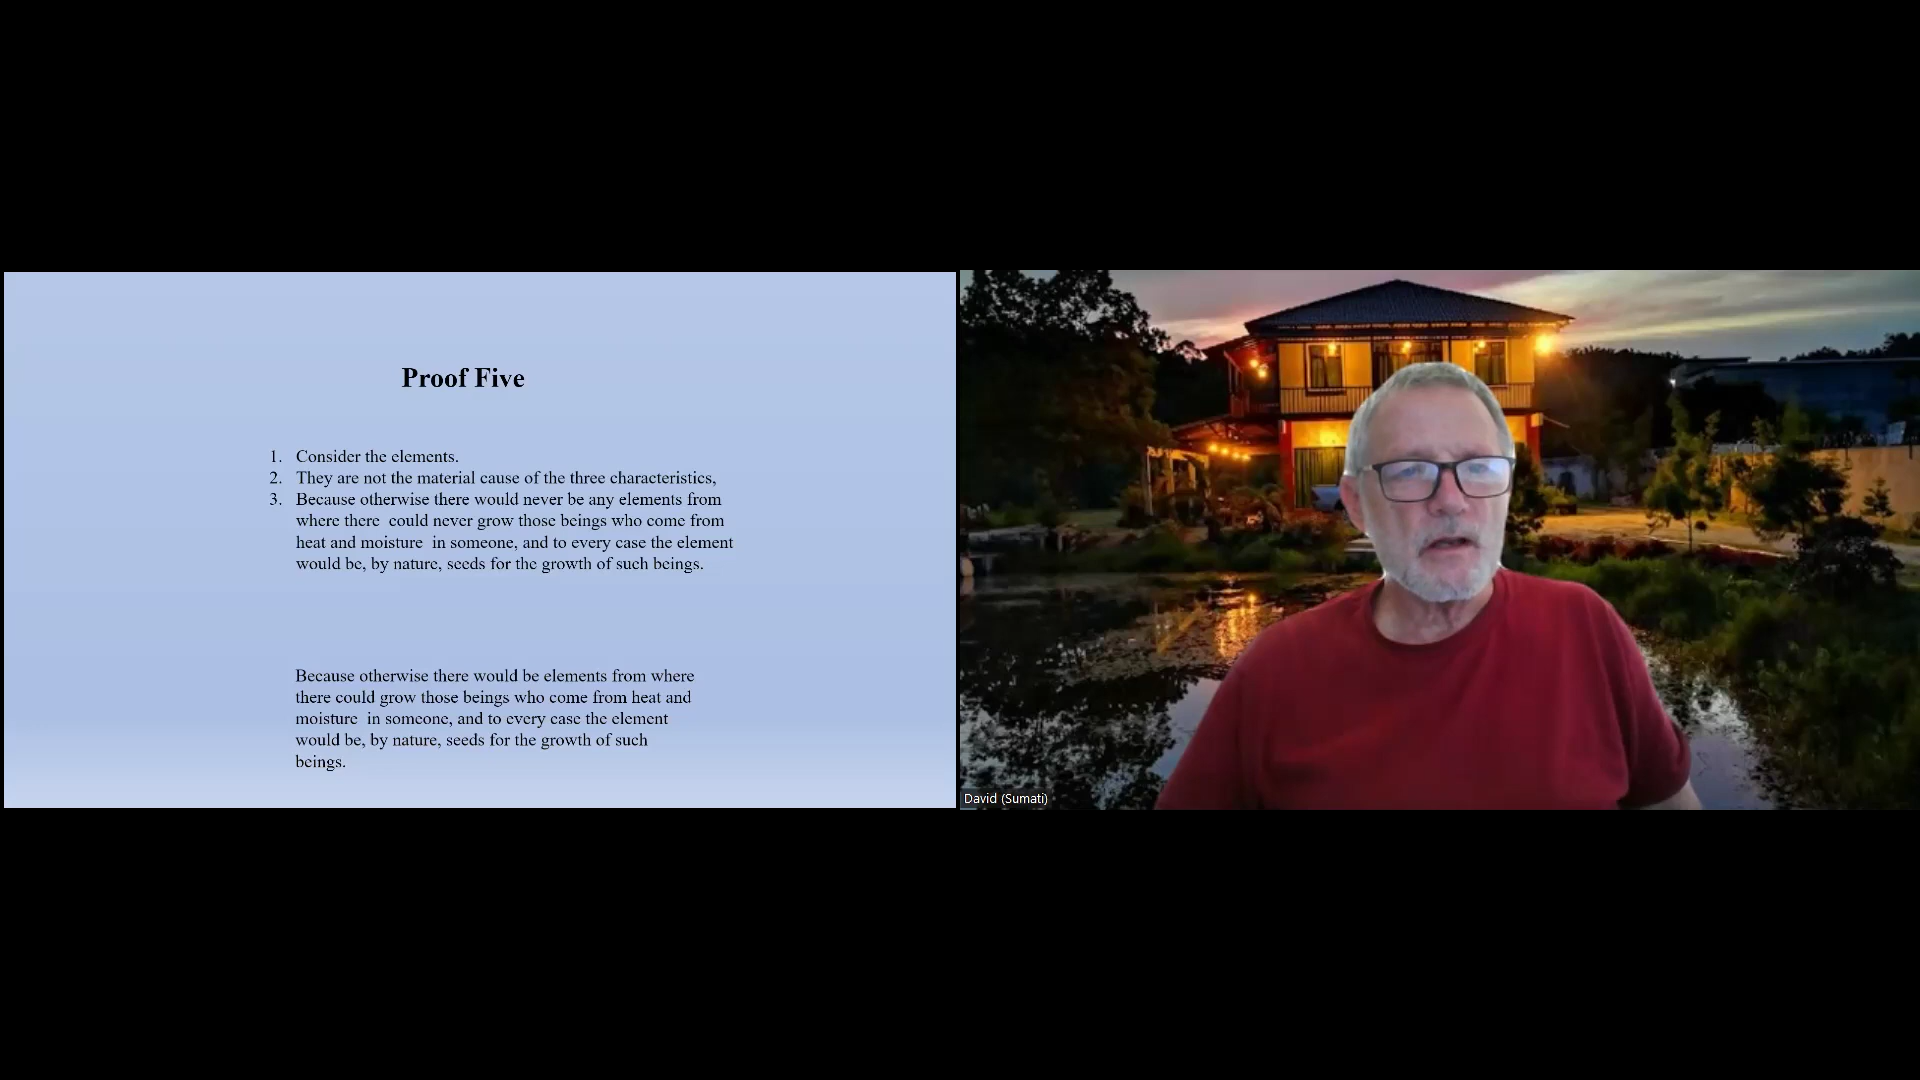 Proof Five
1. Consider the elements.
2. They are not the material cause of the three characteristics,
3. Because otherwise there would never be any elements from
where there could never grow those beings who come from
heat and moisture in someone, and to every case the element
would be, by nature, seeds for the growth of such beings.
Because otherwise there would be elements from where
there could grow those beings who come from heat and
moisture in someone, and to every case the element
would be, by nature, seeds for the growth of such
beings.
David (Sumati)